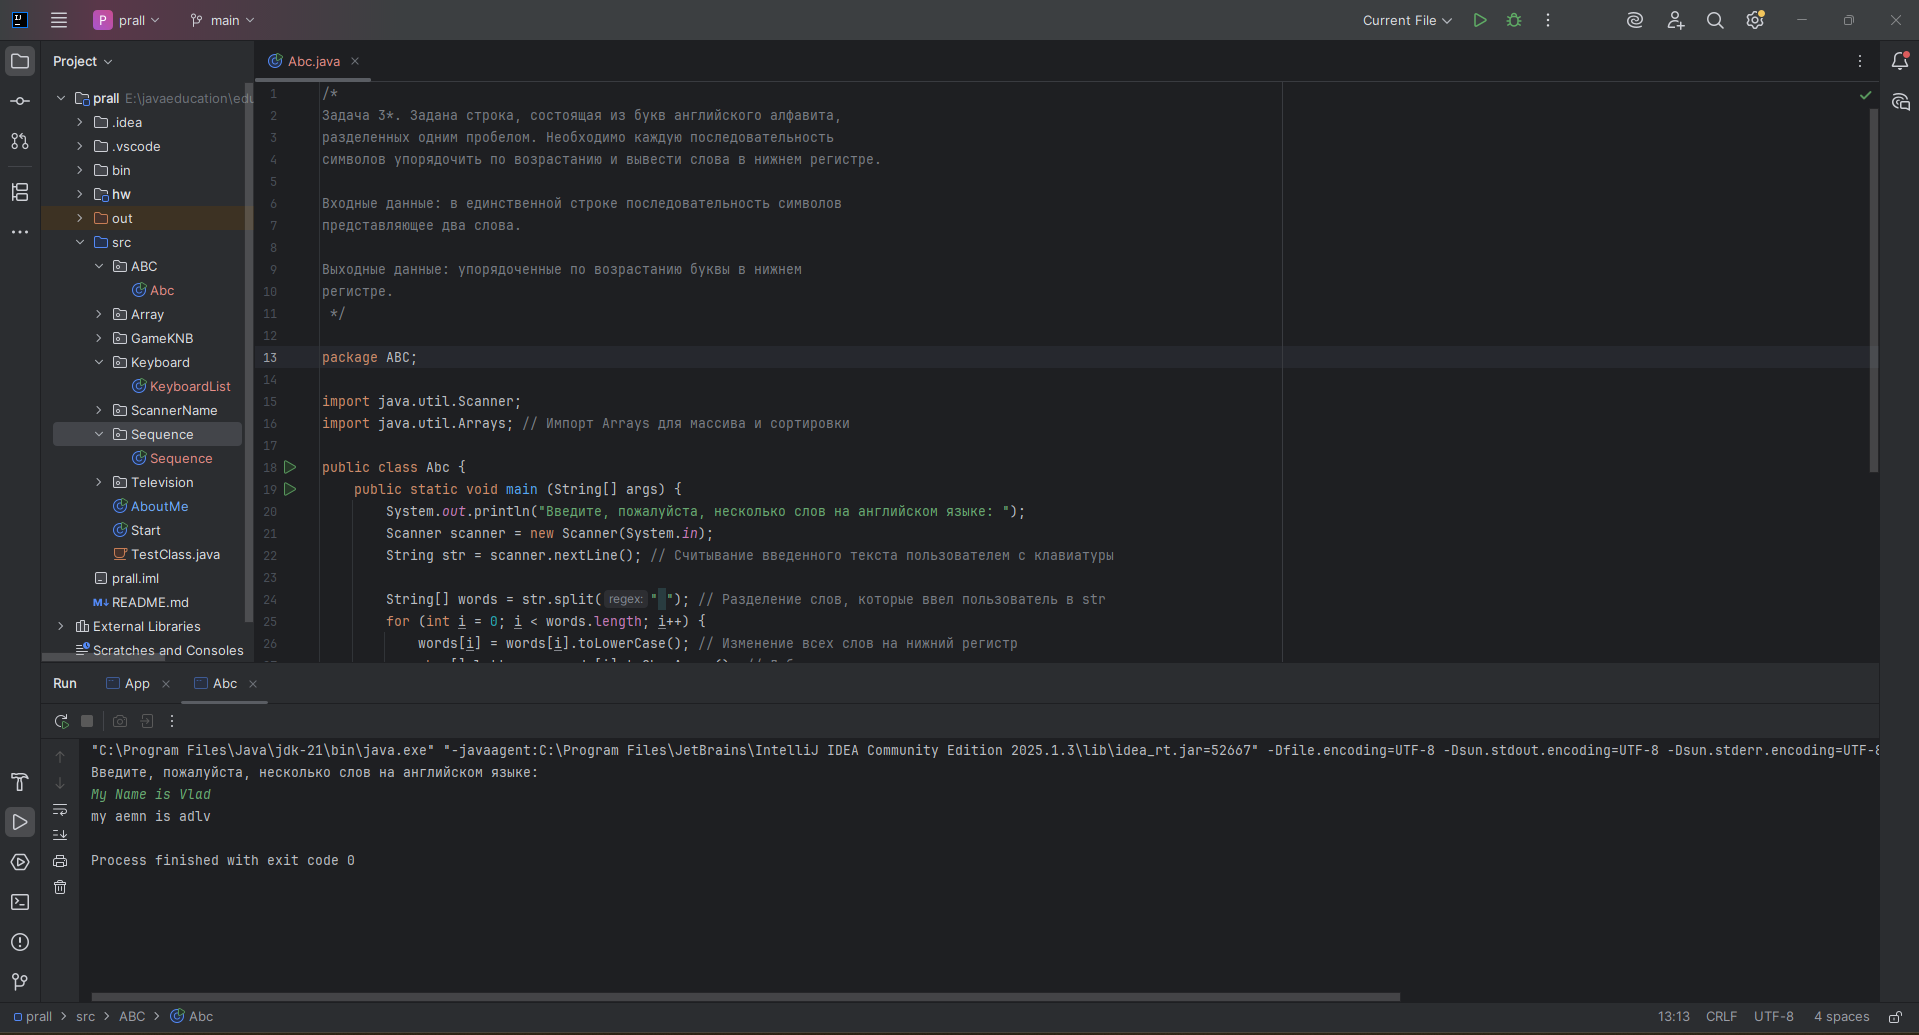 P prall main Current File
Project
prall E:\javaeducation\edu
.idea
.vscode
bin
hw
out
src
ABC
Abc
Array
GameKNB
Keyboard
KeyboardList
ScannerName
Sequence
Sequence
Television
AboutMe
Start
TestClass.java
prall.iml
M↓ README.md
External Libraries
Scratches and Consoles
Abc.java
1 /*
2 Задача 3*. Задана строка, состоящая из букв английского алфавита,
3 разделенных одним пробелом. Необходимо каждую последовательность
4 символов упорядочить по возрастанию и вывести слова в нижнем регистре.
5
6 Входные данные: в единственной строке последовательность символов
7 представляющее два слова.
8
9 Выходные данные: упорядоченные по возрастанию буквы в нижнем
10 регистре.
11 */
12
13 package ABC;
14
15 import java.util.Scanner;
16 import java.util.Arrays; // Импорт Arrays для массива и сортировки
17
18 public class Abc {
19 public static void main (String[] args) {
20 System.out.println("Введите, пожалуйста, несколько слов на английском языке: ");
21 Scanner scanner = new Scanner(System.in);
22 String str = scanner.nextLine(); // Считывание введенного текста пользователем с клавиатуры
23
24 String[] words = str.split( regex: " "); // Разделение слов, которые ввел пользователь в str
25 for (int i = 0; i < words.length; i++) {
26 words[i] = words[i].toLowerCase(); // Изменение всех слов на нижний регистр
Run App Abc
"C:\Program Files\Java\jdk-21\bin\java.exe" "-javaagent:C:\Program Files\JetBrains\IntelliJ IDEA Community Edition 2025.1.3\lib\idea_rt.jar=52667" -Dfile.encoding=UTF-8 -Dsun.stdout.encoding=UTF-8 -Dsun.stderr.encoding=UTF-8
Введите, пожалуйста, несколько слов на английском языке:
My Name is Vlad
my aemn is adlv
Process finished with exit code 0
prall > src > ABC > Abc 13:13 CRLF UTF-8 4 spaces